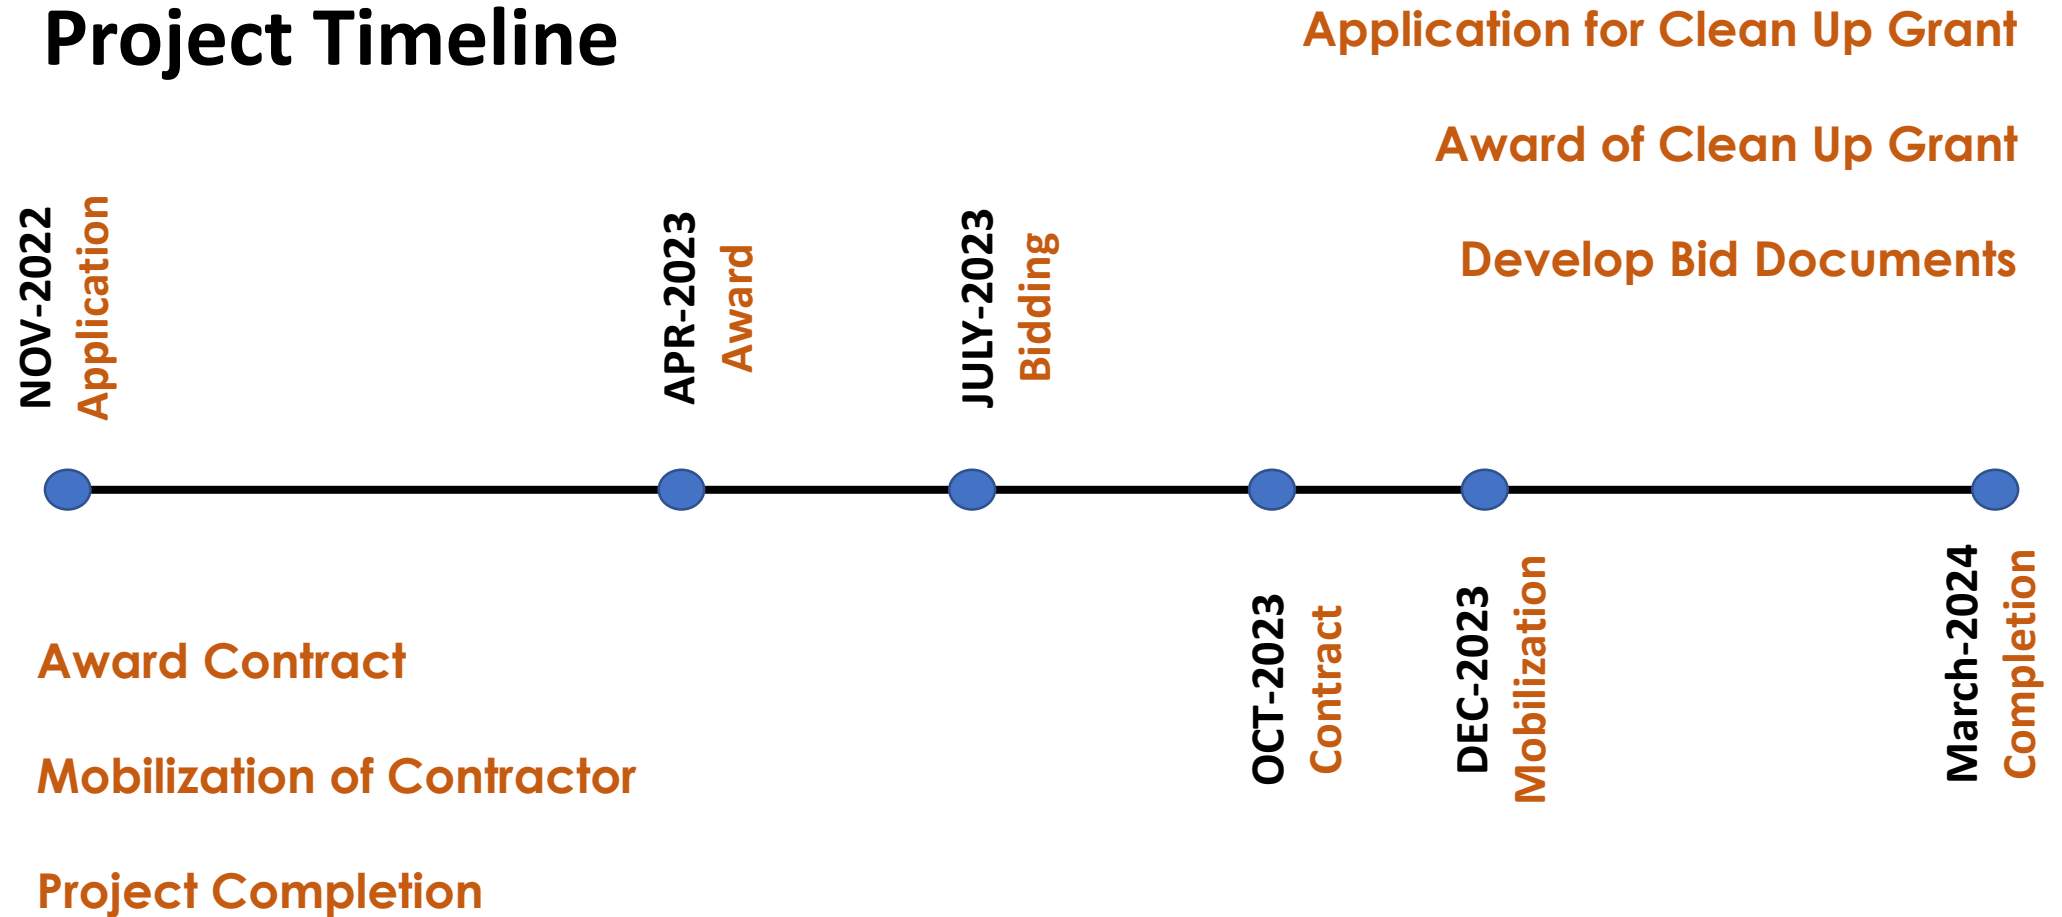 Project Timeline
Application for Clean Up Grant
Award of Clean Up Grant
Develop Bid Documents
NOV-2022
Application
APR-2023
Award
JULY-2023
Bidding
OCT-2023
Contract
DEC-2023
Mobilization
March-2024
Completion
Award Contract
Mobilization of Contractor
Project Completion